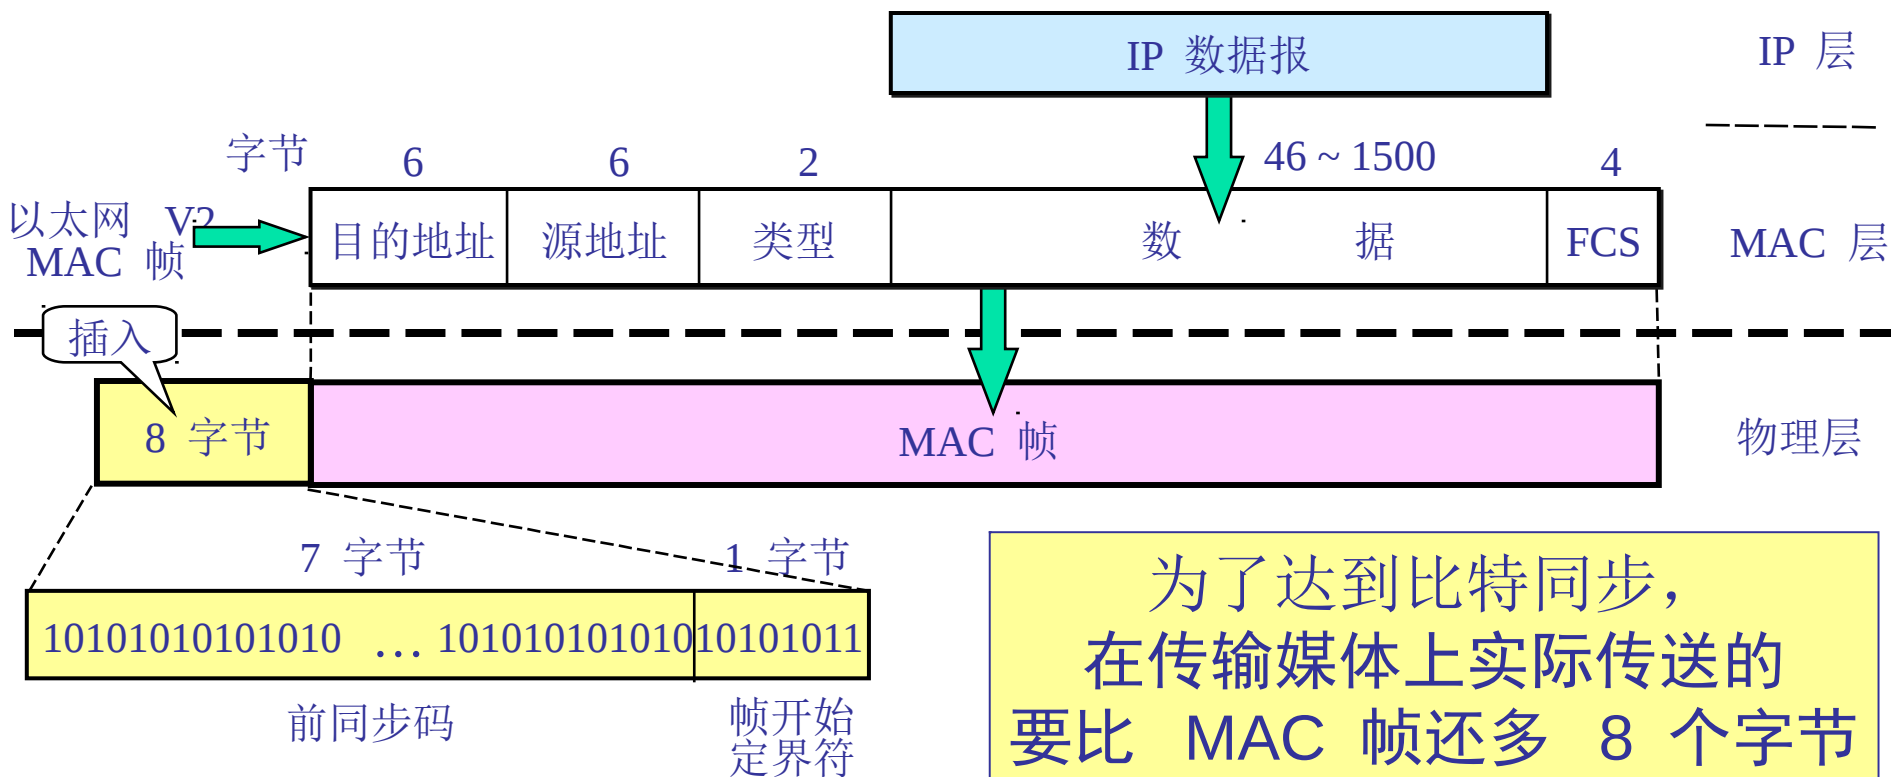 IP 数据报
IP 层
字节 6 6 2 46 ~ 1500 4
以太网 V2
MAC 帧
目的地址 源地址 类型 数 据 FCS
MAC 层
插入
8 字节
MAC 帧
物理层
7 字节 1 字节
10101010101010 … 101010101010 10101011
前同步码
帧开始
定界符
为了达到比特同步，
在传输媒体上实际传送的
要比 MAC 帧还多 8 个字节